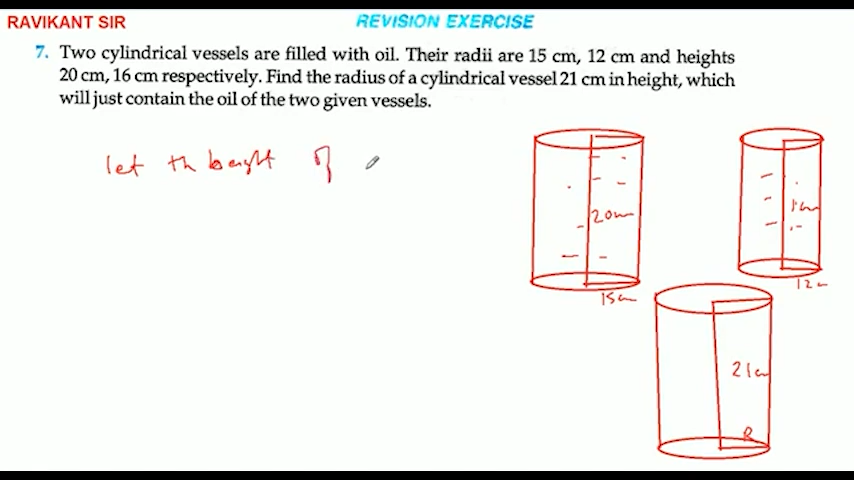 RAVIKANT SIR
REVISION EXERCISE
7. Two cylindrical vessels are filled with oil. Their radii are 15 cm, 12 cm and heights
20 cm, 16 cm respectively. Find the radius of a cylindrical vessel 21 cm in height, which
will just contain the oil of the two given vessels.
let th height of
20cm
15cm
12
21cm
R